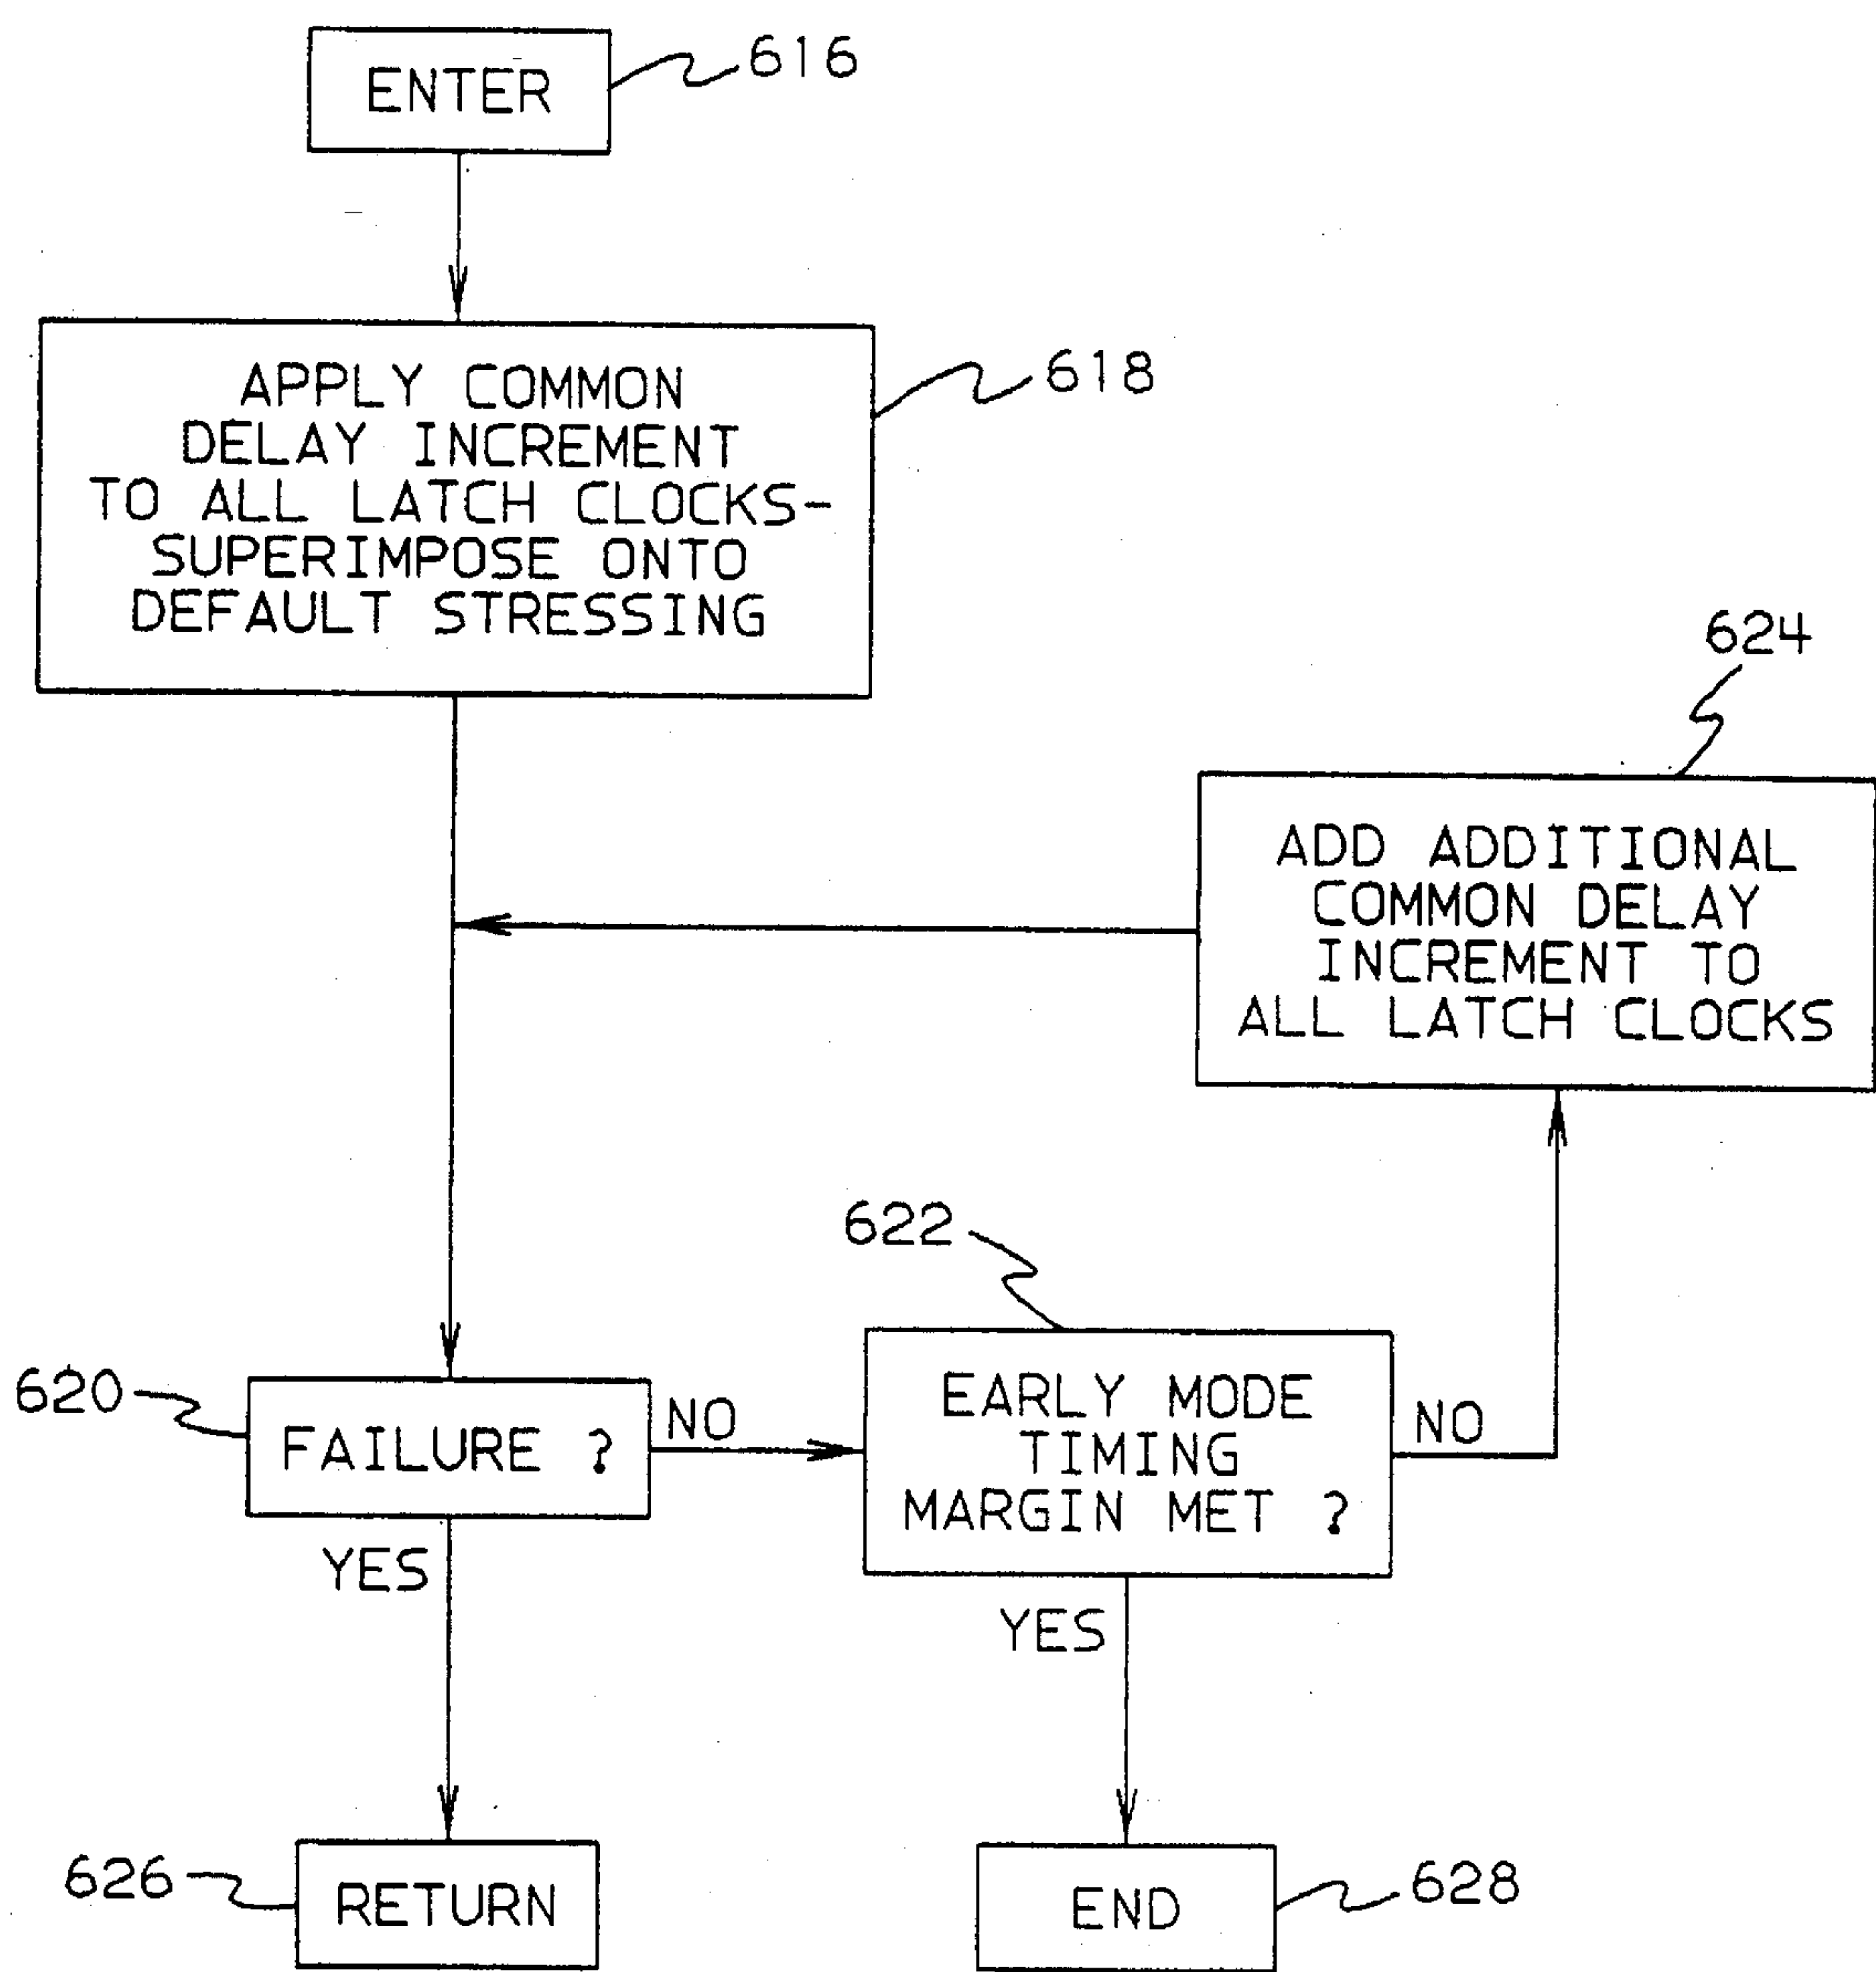 ENTER
616
APPLY COMMON
DELAY INCREMENT
TO ALL LATCH CLOCKS-
SUPERIMPOSE ONTO
DEFAULT STRESSING
618
624
ADD ADDITIONAL
COMMON DELAY
INCREMENT TO
ALL LATCH CLOCKS
622
620
FAILURE ?
NO
EARLY MODE
TIMING
MARGIN MET ?
NO
YES
YES
626
RETURN
END
628